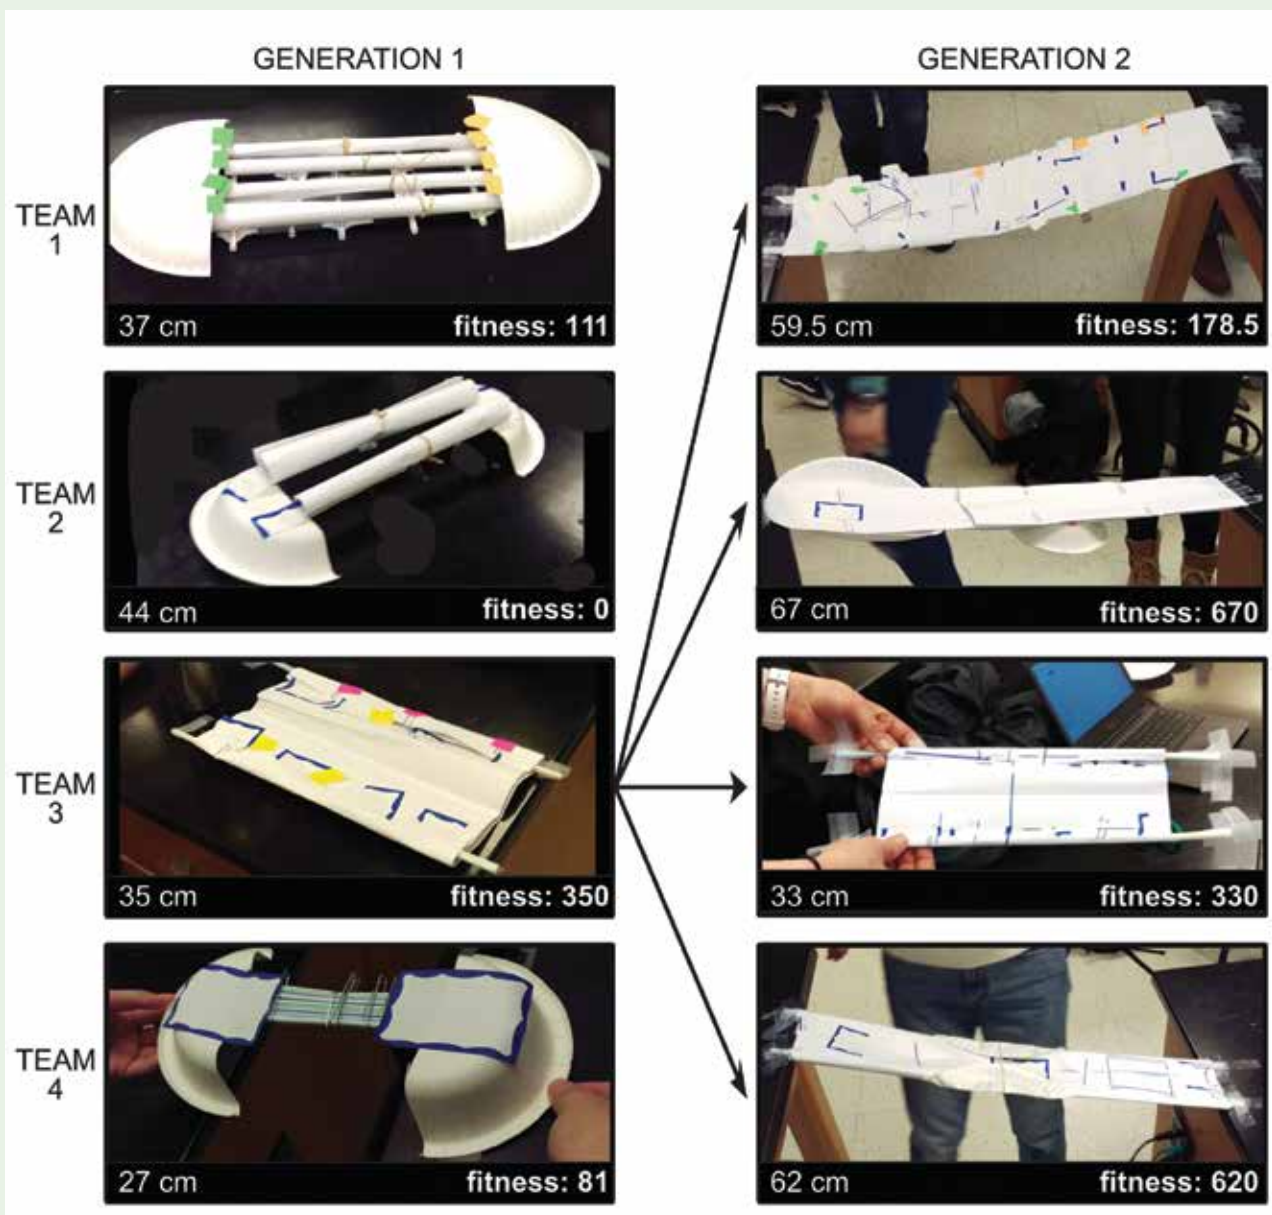 GENERATION 1
GENERATION 2
TEAM
1
37 cm
fitness: 111
59.5 cm
fitness: 178.5
TEAM
2
44 cm
fitness: 0
67 cm
fitness: 670
TEAM
3
35 cm
fitness: 350
33 cm
fitness: 330
TEAM
4
27 cm
fitness: 81
62 cm
fitness: 620